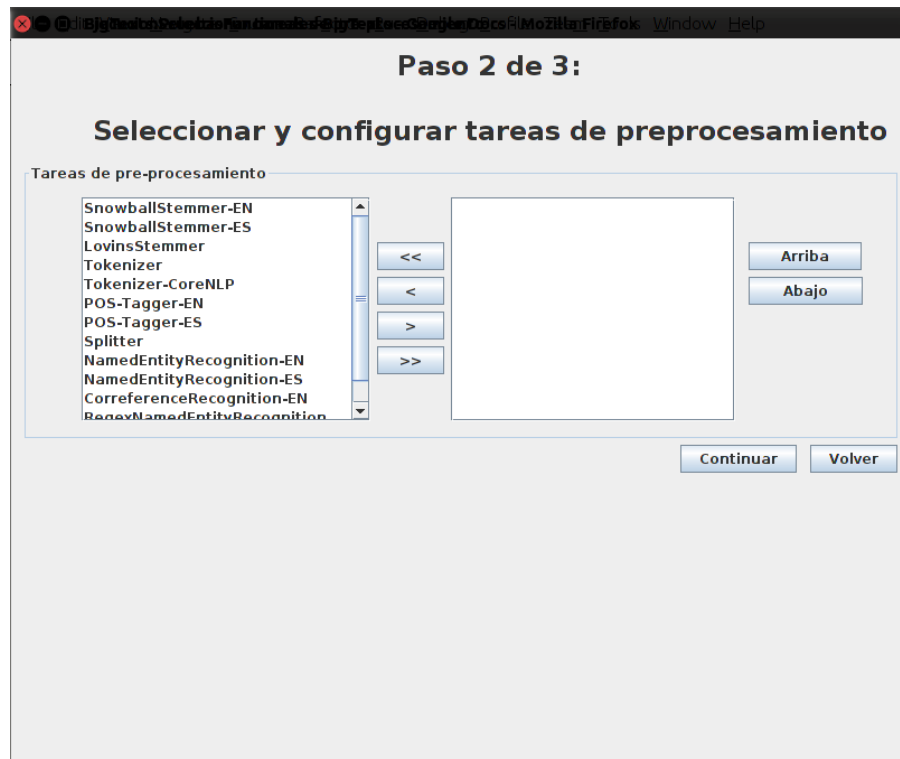 Window Help
Paso 2 de 3:
Seleccionar y configurar tareas de preprocesamiento
Tareas de pre-procesamiento
SnowballStemmer-EN
SnowballStemmer-ES
LovinsStemmer
Tokenizer
Tokenizer-CoreNLP
POS-Tagger-EN
POS-Tagger-ES
Splitter
NamedEntityRecognition-EN
NamedEntityRecognition-ES
CorreferenceRecognition-EN
RegexNamedEntityRecognition
<<
<
>
>>
Arriba
Abajo
Continuar Volver